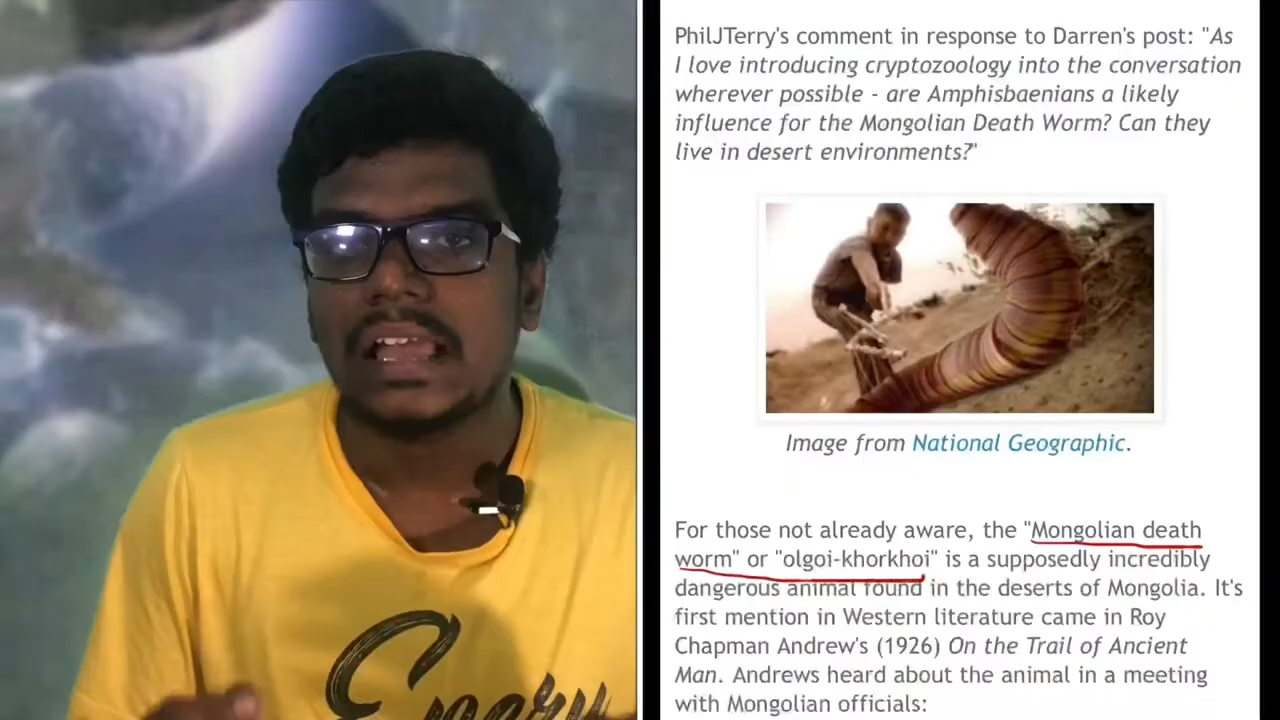 PhilJTerry's comment in response to Darren's post: "As
I love introducing cryptozoology into the conversation
wherever possible - are Amphisbaenians a likely
influence for the Mongolian Death Worm? Can they
live in desert environments?"
Image from National Geographic.
For those not already aware, the "Mongolian death
worm" or "olgoi-khorkhoi" is a supposedly incredibly
dangerous animal found in the deserts of Mongolia. It's
first mention in Western literature came in Roy
Chapman Andrew's (1926) On the Trail of Ancient
Man. Andrews heard about the animal in a meeting
with Mongolian officials: